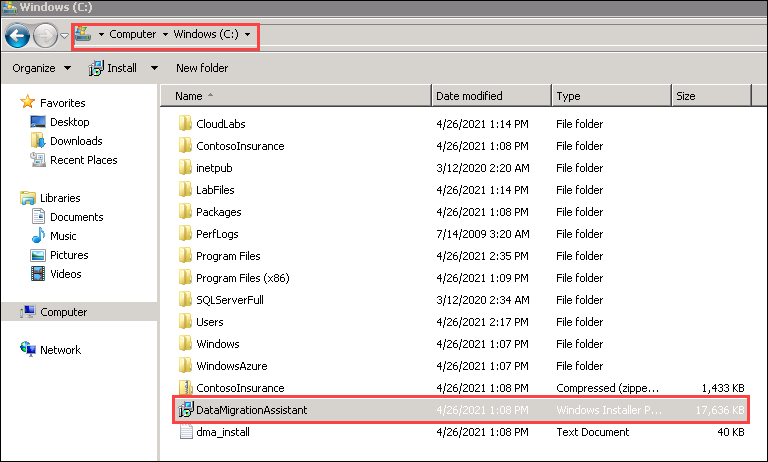 Windows (C:)
Computer Windows (C:)
Organize Install New folder
Name Date modified Type Size
Favorites
Desktop
Downloads
Recent Places
Libraries
Documents
Music
Pictures
Videos
Computer
Network
CloudLabs 4/26/2021 1:14 PM File folder
ContosoInsurance 4/26/2021 1:08 PM File folder
inetpub 3/12/2020 2:20 AM File folder
LabFiles 4/26/2021 1:14 PM File folder
Packages 4/26/2021 1:08 PM File folder
PerfLogs 7/14/2009 3:20 AM File folder
Program Files 4/26/2021 2:35 PM File folder
Program Files (x86) 4/26/2021 1:09 PM File folder
SQLServerFull 3/12/2020 2:34 AM File folder
Users 4/26/2021 2:17 PM File folder
Windows 4/26/2021 1:07 PM File folder
WindowsAzure 4/26/2021 1:07 PM File folder
ContosoInsurance 4/26/2021 1:08 PM Compressed (zippe... 1,433 KB
DataMigrationAssistant 4/26/2021 1:08 PM Windows Installer P... 17,636 KB
dma_install 4/26/2021 1:08 PM Text Document 40 KB